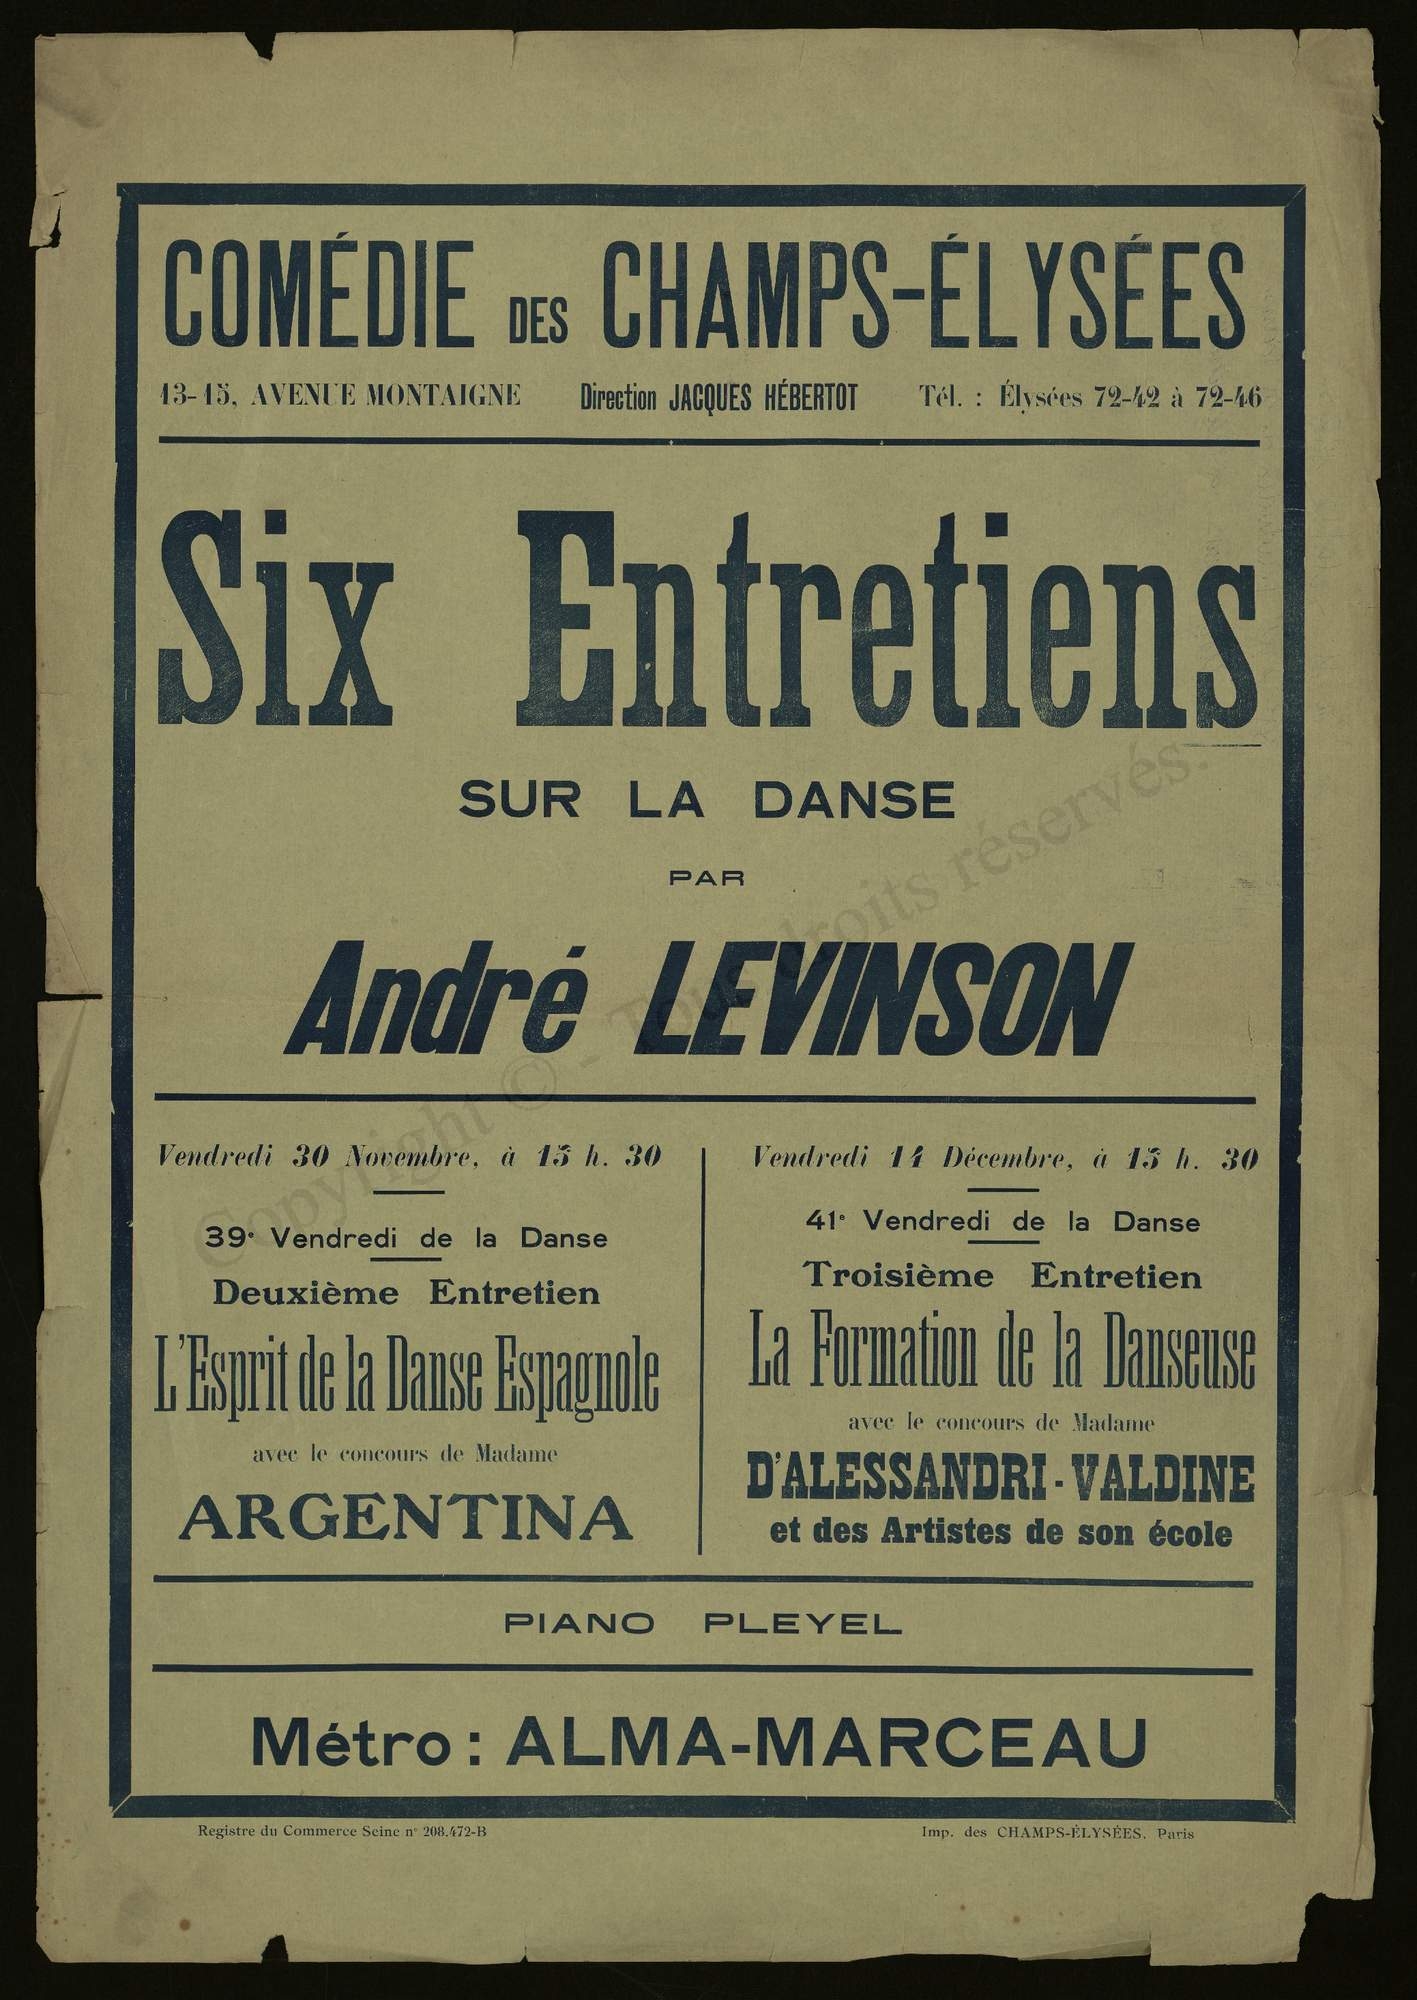 COMÉDIE DES CHAMPS-ÉLYSÉES
13-15, AVENUE MONTAIGNE Direction JACQUES HÉBERTOT Tél. : Élysées 72-42 à 72-46
Six Entretiens
SUR LA DANSE
PAR
André LEVINSON
Vendredi 30 Novembre, à 15 h. 30
39e Vendredi de la Danse
Deuxième Entretien
L'Esprit de la Danse Espagnole
avec le concours de Madame
ARGENTINA
Vendredi 14 Décembre, à 15 h. 30
41e Vendredi de la Danse
Troisième Entretien
La Formation de la Danseuse
avec le concours de Madame
D'ALESSANDRI-VALDINE
et des Artistes de son école
PIANO PLEYEL
Métro : ALMA-MARCEAU
Registre du Commerce Seine n° 208.472-B
Imp. des CHAMPS-ÉLYSÉES. Paris
Copyright © - Tous droits réservés.